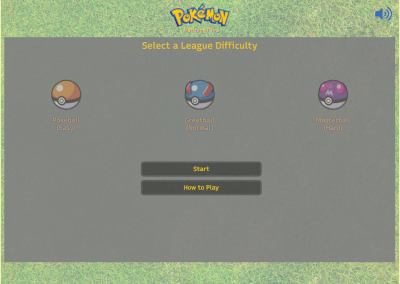 POKéMON
Select a League Difficulty
Pokeball
(Easy)
Greatball
(Normal)
Masterball
(Hard)
Start
How to Play